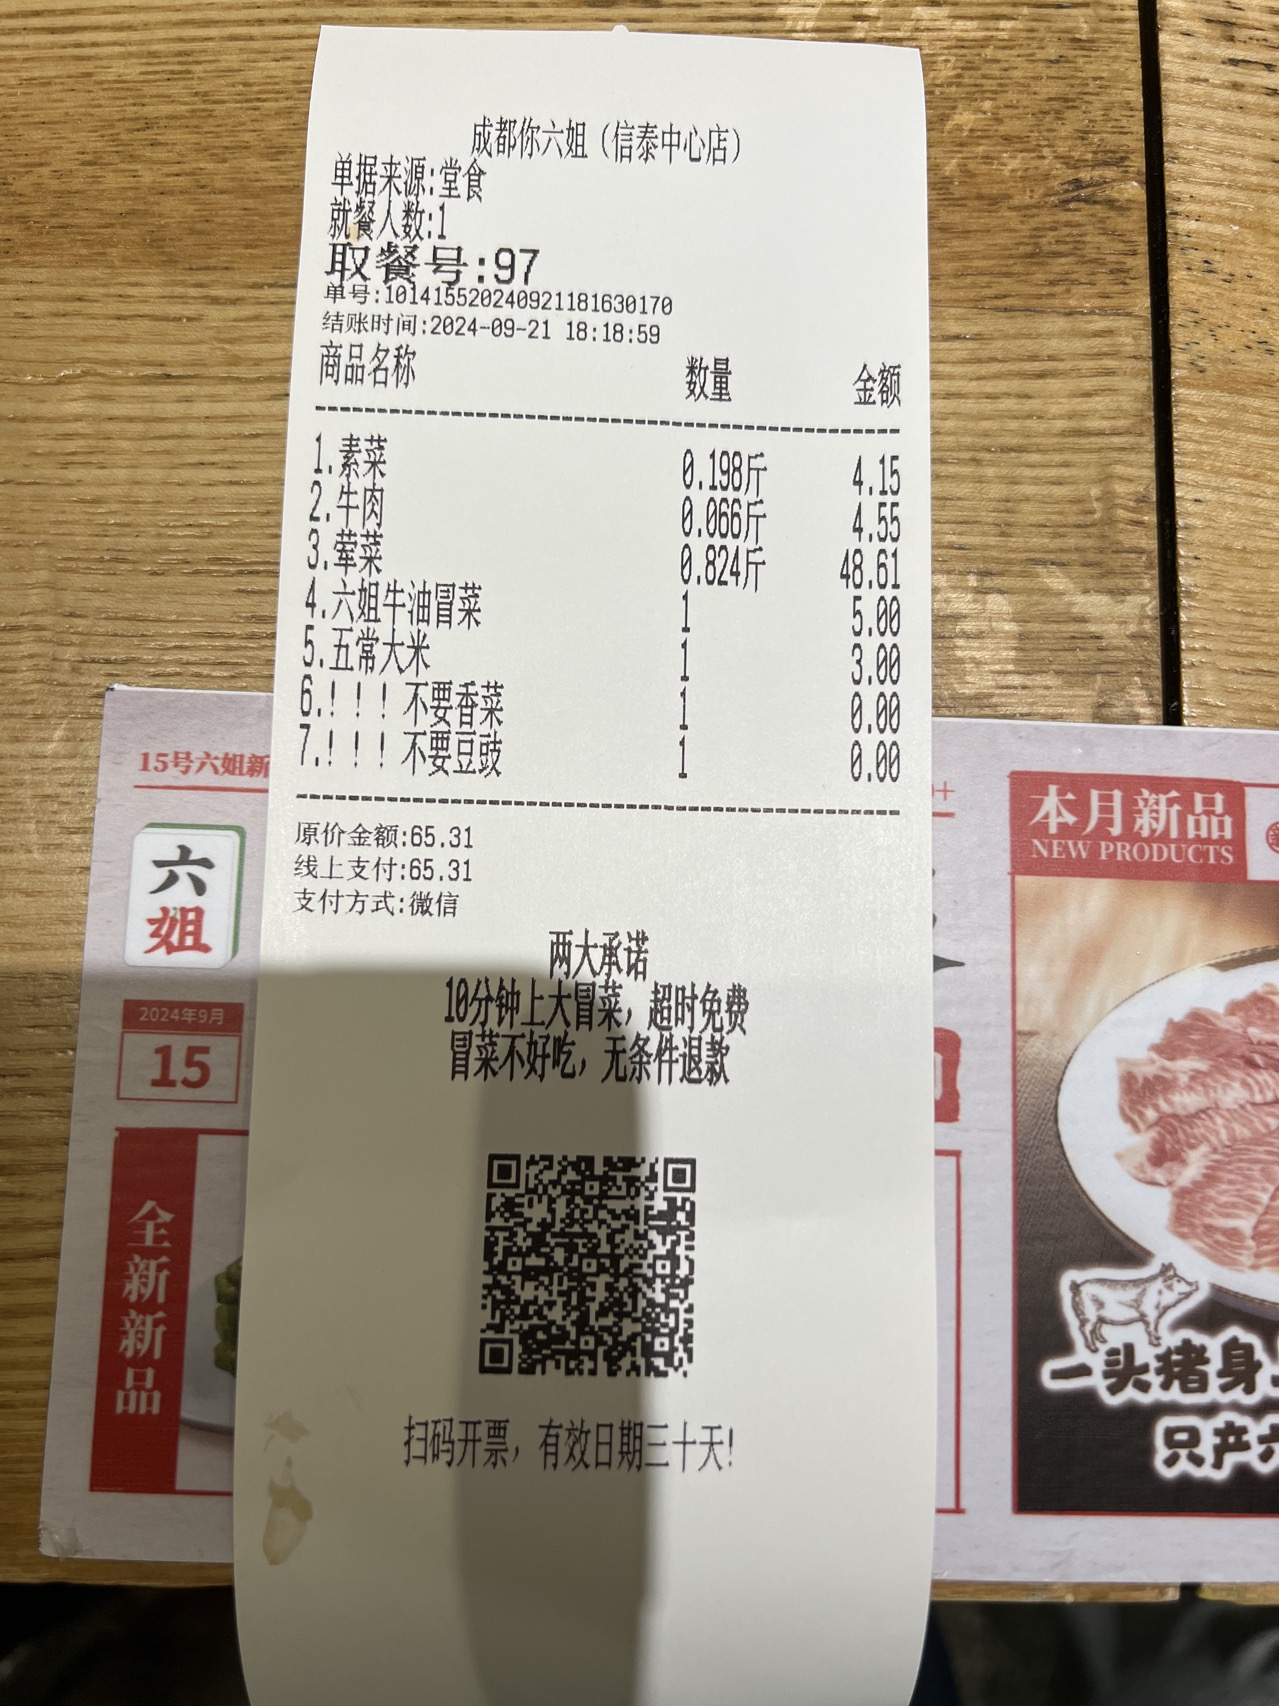 成都你六姐（信泰中心店）
单据来源:堂食
就餐人数:1
取餐号:97
单号:101415520240921181630170
结账时间:2024-09-21 18:18:59
商品名称 数量 金额
1.素菜 0.198斤 4.15
2.牛肉 0.066斤 4.55
3.荤菜 0.824斤 48.61
4.六姐牛油冒菜 1 5.00
5.五常大米 1 3.00
6.！！！不要香菜 1 0.00
7.！！！不要豆豉 1 0.00
原价金额:65.31
线上支付:65.31
支付方式:微信
两大承诺
10分钟上大冒菜，超时免费
冒菜不好吃，无条件退款
扫码开票，有效日期三十天!
15号六姐新
六姐
2024年9月
15
全新新品
本月新品
NEW PRODUCTS
一头猪身
只产六